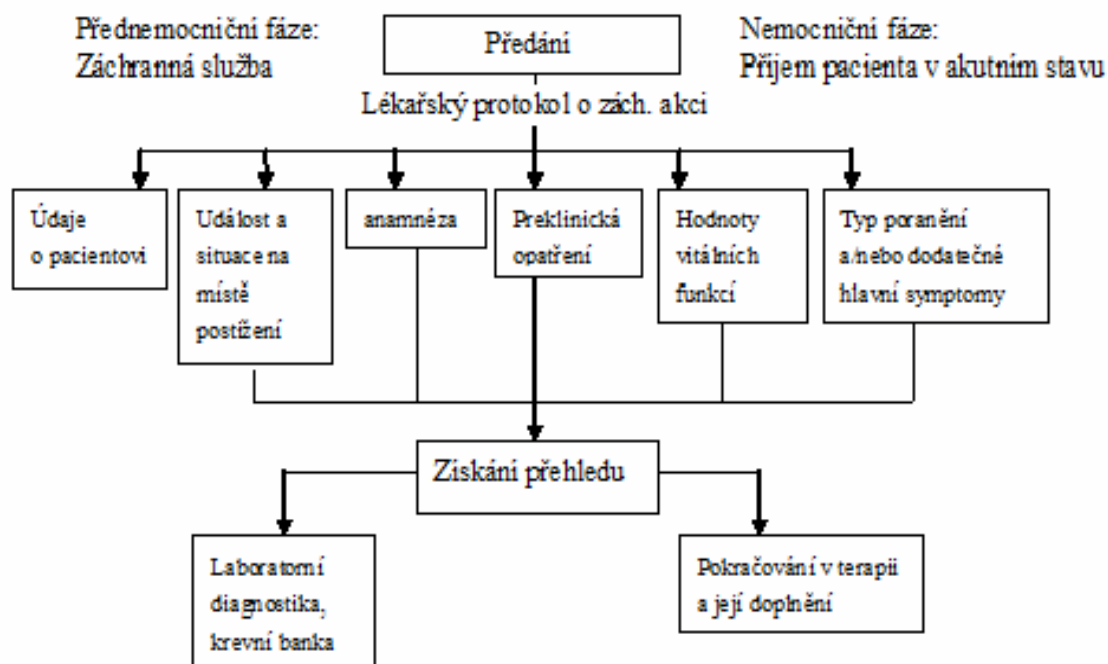 Přednemocniční fáze:
Záchranná služba
Předání
Nemocniční fáze:
Příjem pacienta v akutním stavu
Lékařský protokol o zách. akci
Údaje
o pacientovi
Událost a
situace na
místě
postížení
anamnéza
Preklinická
opatření
Hodnoty
vitálních
funkcí
Typ poranění
a/nebo dodatečné
hlavní symptomy
Získání přehledu
Laboratorní
diagnostika,
krevní banka
Pokračování v terapii
a její doplnění